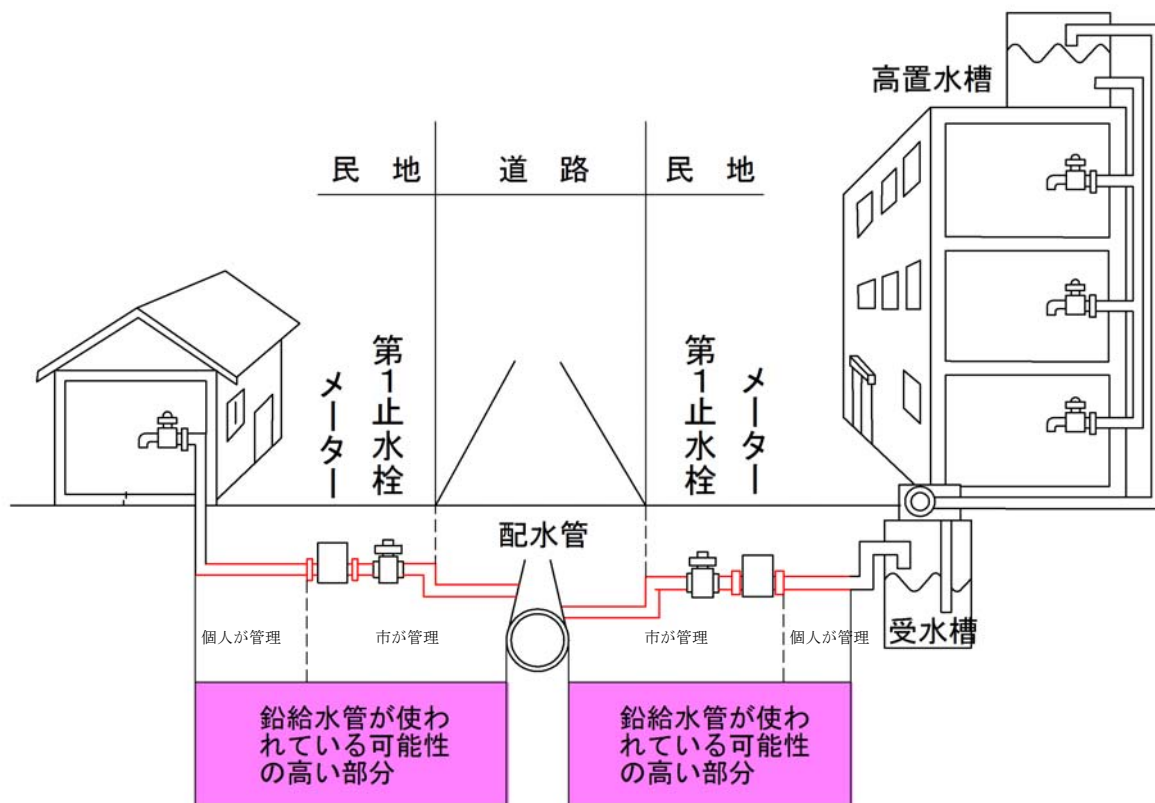 高置水槽
民地
道路
民地
メーター
第1止水栓
第1止水栓
メーター
配水管
個人が管理
市が管理
市が管理
個人が管理
受水槽
鉛給水管が使わ
れている可能性
の高い部分
鉛給水管が使わ
れている可能性
の高い部分